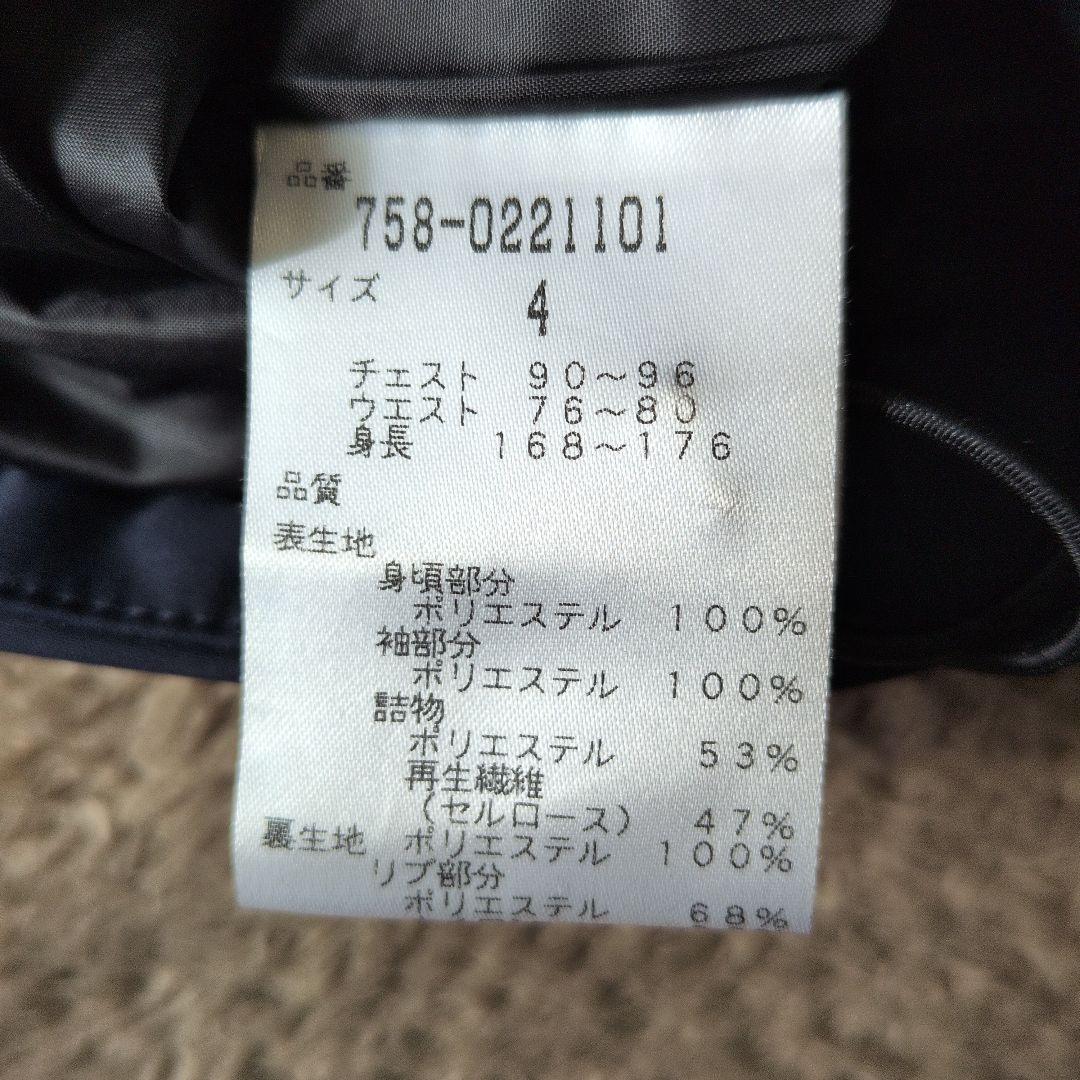 品番
758-0221101
サイズ 4
チェスト 90～96
ウエスト 76～80
身長 168～176
品質
表生地
身頃部分
ポリエステル 100%
袖部分
ポリエステル 100%
詰物
ポリエステル 53%
再生繊維
(セルロース) 47%
裏生地 ポリエステル 100%
リブ部分
ポリエステル 68%